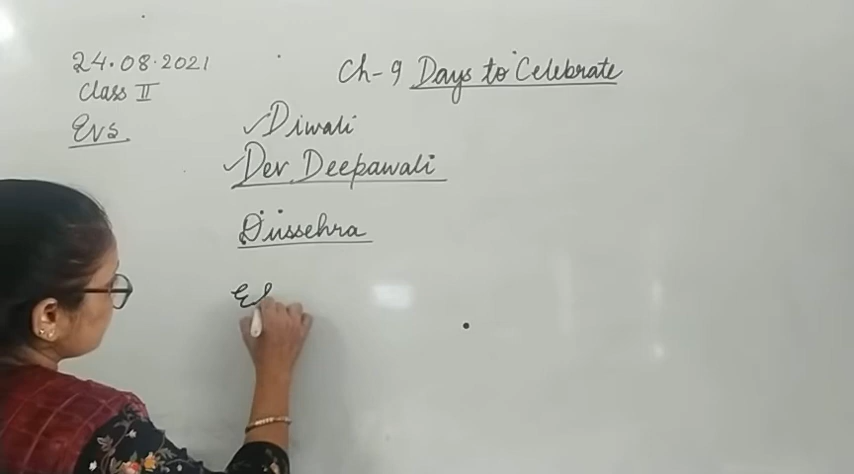 24.08.2021
Ch-9 Days to Celebrate
Class II
Evs.
Diwali
Dev Deepawali
Dussehra